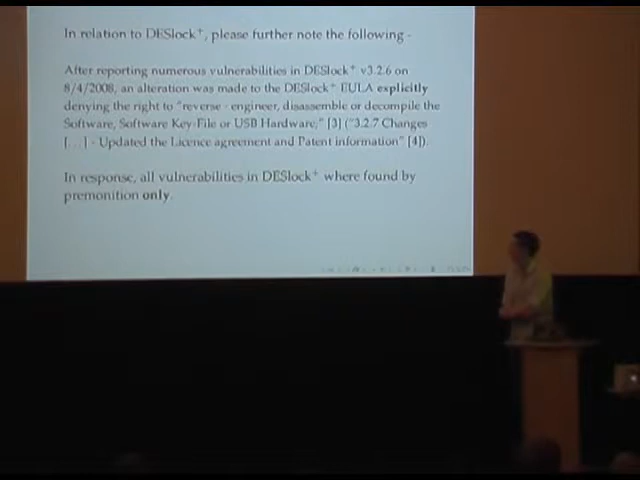 In relation to DESlock⁺, please further note the following -
After reporting numerous vulnerabilities in DESlock⁺ v3.2.6 on
8/4/2008, an alteration was made to the DESlock⁺ EULA explicitly
denying the right to "reverse - engineer, disassemble or decompile the
Software, Software Key-File or USB Hardware," [3] ("3.2.7 Changes
[...] - Updated the Licence agreement and Patent information" [4]).
In response, all vulnerabilities in DESlock⁺ where found by
premonition only.